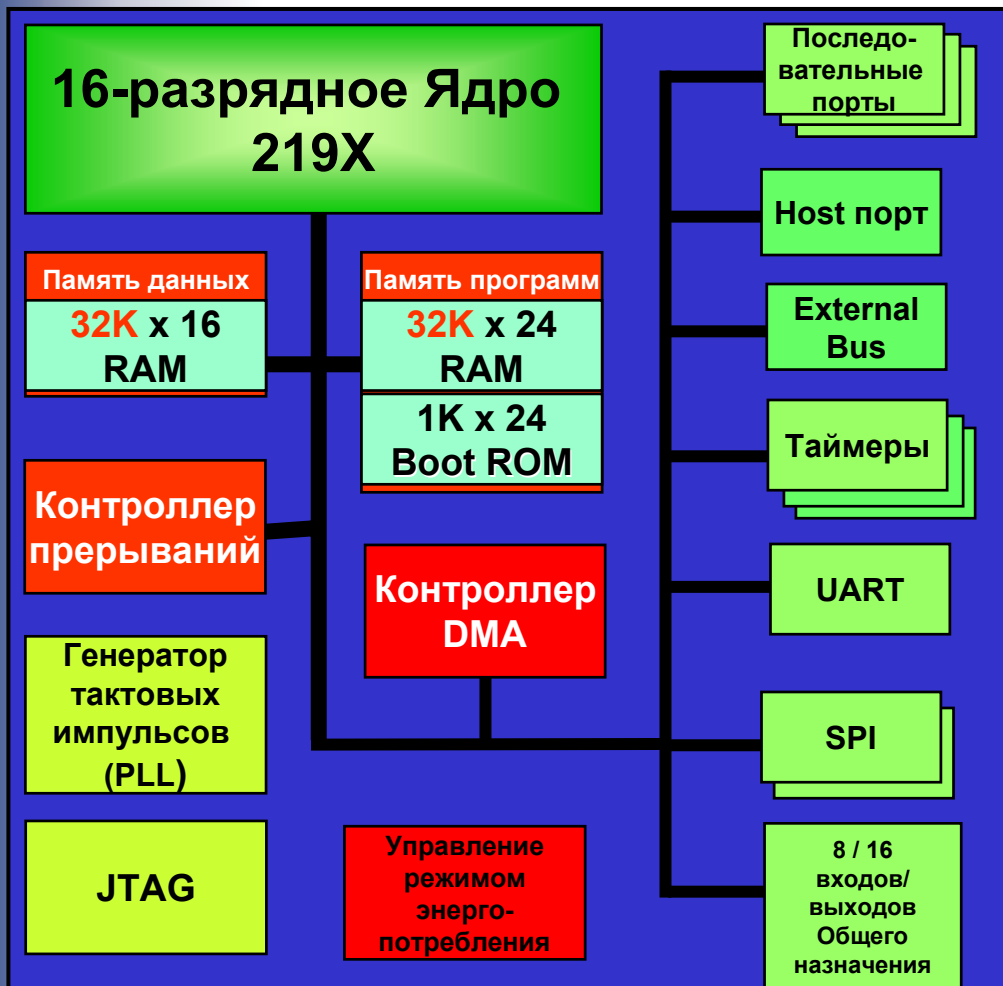 16-разрядное Ядро
219X
Память данных
32K x 16
RAM
Память программ
32K x 24
RAM
1K x 24
Boot ROM
Контроллер
прерываний
Контроллер
DMA
Генератор
тактовых
импульсов
(PLL)
JTAG
Управление
режимом
энерго-
потребления
Последо-
вательные
порты
Host порт
External
Bus
Таймеры
UART
SPI
8 / 16
входов/
выходов
Общего
назначения